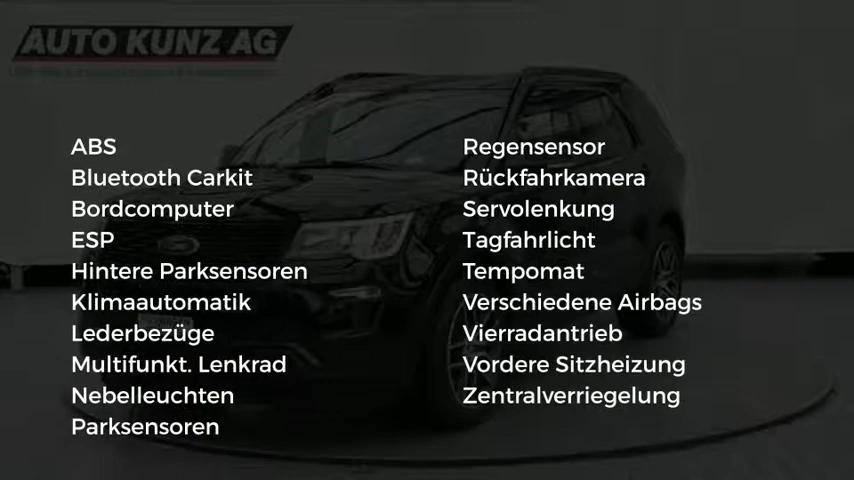 AUTO KUNZ AG
ABS
Bluetooth Carkit
Bordcomputer
ESP
Hintere Parksensoren
Klimaautomatik
Lederbezüge
Multifunkt. Lenkrad
Nebelleuchten
Parksensoren
Regensensor
Rückfahrkamera
Servolenkung
Tagfahrlicht
Tempomat
Verschiedene Airbags
Vierradantrieb
Vordere Sitzheizung
Zentralverriegelung